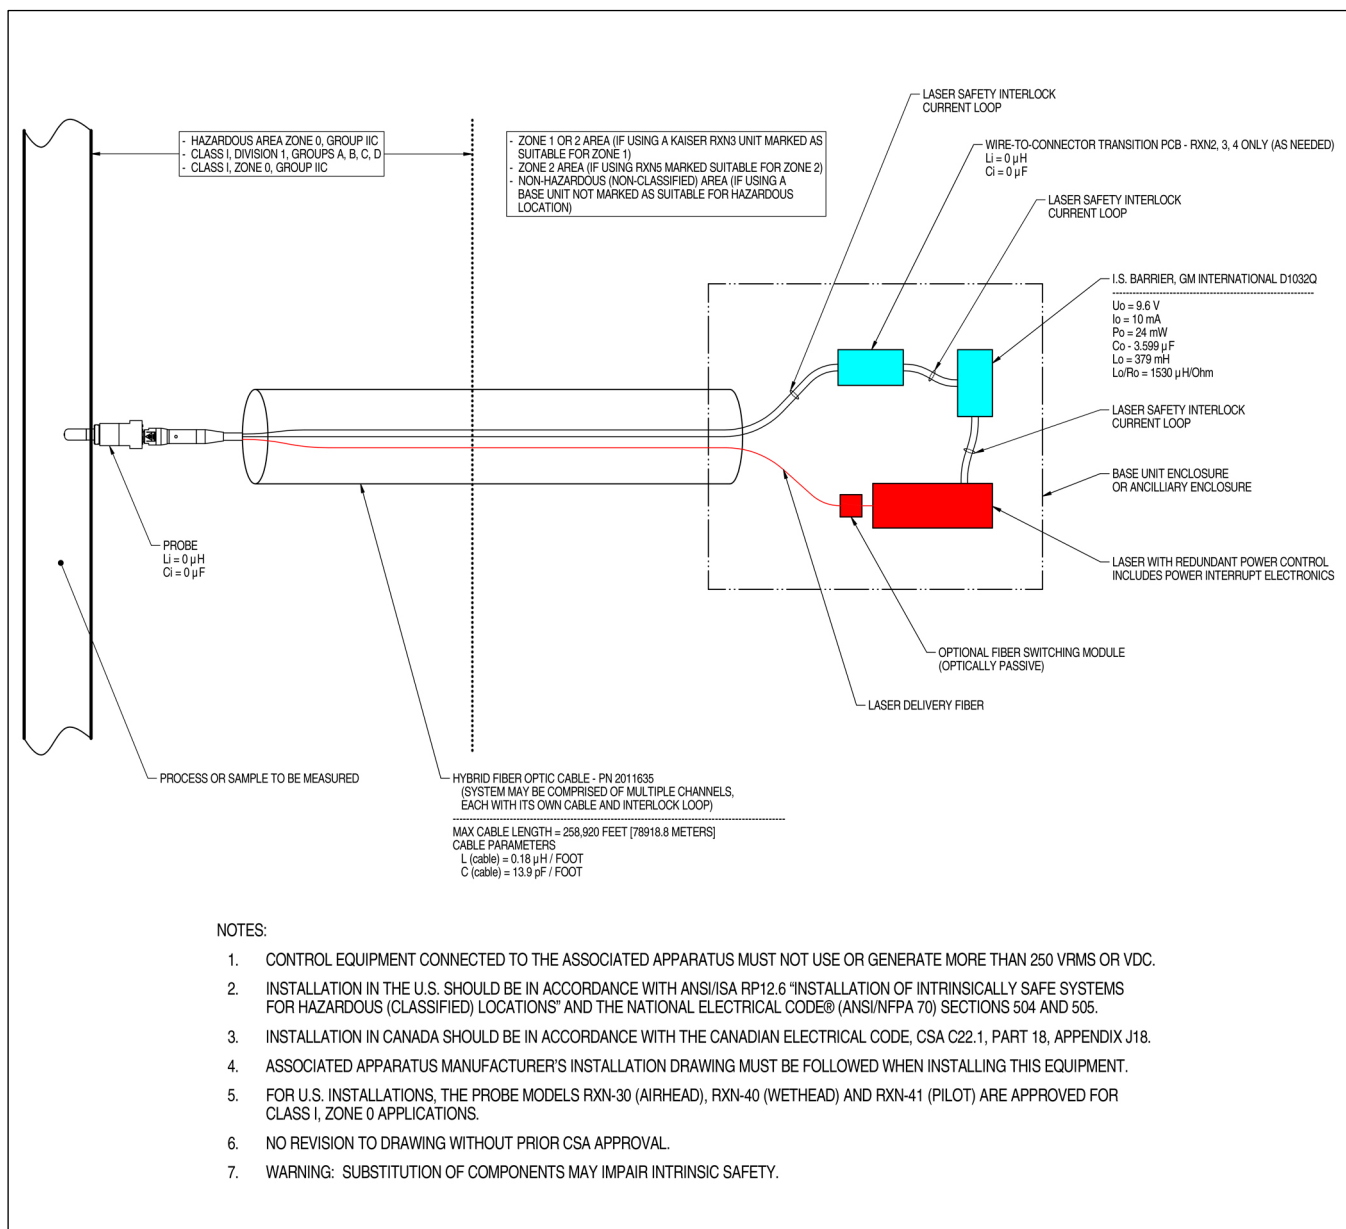 LASER SAFETY INTERLOCK
CURRENT LOOP
- HAZARDOUS AREA ZONE 0, GROUP IIC
- CLASS I, DIVISION 1, GROUPS A, B, C, D
- CLASS I, ZONE 0, GROUP IIC
- ZONE 1 OR 2 AREA (IF USING A KAISER RXN3 UNIT MARKED AS
SUITABLE FOR ZONE 1)
- ZONE 2 AREA (IF USING RXN5 MARKED SUITABLE FOR ZONE 2)
- NON-HAZARDOUS (NON-CLASSIFIED) AREA (IF USING A
BASE UNIT NOT MARKED AS SUITABLE FOR HAZARDOUS
LOCATION)
WIRE-TO-CONNECTOR TRANSITION PCB - RXN2, 3, 4 ONLY (AS NEEDED)
Li = 0 µH
Ci = 0 µF
LASER SAFETY INTERLOCK
CURRENT LOOP
I.S. BARRIER, GM INTERNATIONAL D1032Q
Uo = 9.6 V
Io = 10 mA
Po = 24 mW
Co - 3.599 µF
Lo = 379 mH
Lo/Ro = 1530 µH/Ohm
LASER SAFETY INTERLOCK
CURRENT LOOP
BASE UNIT ENCLOSURE
OR ANCILLIARY ENCLOSURE
PROBE
Li = 0 µH
Ci = 0 µF
LASER WITH REDUNDANT POWER CONTROL
INCLUDES POWER INTERRUPT ELECTRONICS
OPTIONAL FIBER SWITCHING MODULE
(OPTICALLY PASSIVE)
LASER DELIVERY FIBER
PROCESS OR SAMPLE TO BE MEASURED
HYBRID FIBER OPTIC CABLE - PN 2011635
(SYSTEM MAY BE COMPRISED OF MULTIPLE CHANNELS,
EACH WITH ITS OWN CABLE AND INTERLOCK LOOP)
MAX CABLE LENGTH = 258,920 FEET [78918.8 METERS]
CABLE PARAMETERS
L (cable) = 0.18 µH / FOOT
C (cable) = 13.9 pF / FOOT
NOTES:
1. CONTROL EQUIPMENT CONNECTED TO THE ASSOCIATED APPARATUS MUST NOT USE OR GENERATE MORE THAN 250 VRMS OR VDC.
2. INSTALLATION IN THE U.S. SHOULD BE IN ACCORDANCE WITH ANSI/ISA RP12.6 “INSTALLATION OF INTRINSICALLY SAFE SYSTEMS
FOR HAZARDOUS (CLASSIFIED) LOCATIONS” AND THE NATIONAL ELECTRICAL CODE® (ANSI/NFPA 70) SECTIONS 504 AND 505.
3. INSTALLATION IN CANADA SHOULD BE IN ACCORDANCE WITH THE CANADIAN ELECTRICAL CODE, CSA C22.1, PART 18, APPENDIX J18.
4. ASSOCIATED APPARATUS MANUFACTURER'S INSTALLATION DRAWING MUST BE FOLLOWED WHEN INSTALLING THIS EQUIPMENT.
5. FOR U.S. INSTALLATIONS, THE PROBE MODELS RXN-30 (AIRHEAD), RXN-40 (WETHEAD) AND RXN-41 (PILOT) ARE APPROVED FOR
CLASS I, ZONE 0 APPLICATIONS.
6. NO REVISION TO DRAWING WITHOUT PRIOR CSA APPROVAL.
7. WARNING: SUBSTITUTION OF COMPONENTS MAY IMPAIR INTRINSIC SAFETY.